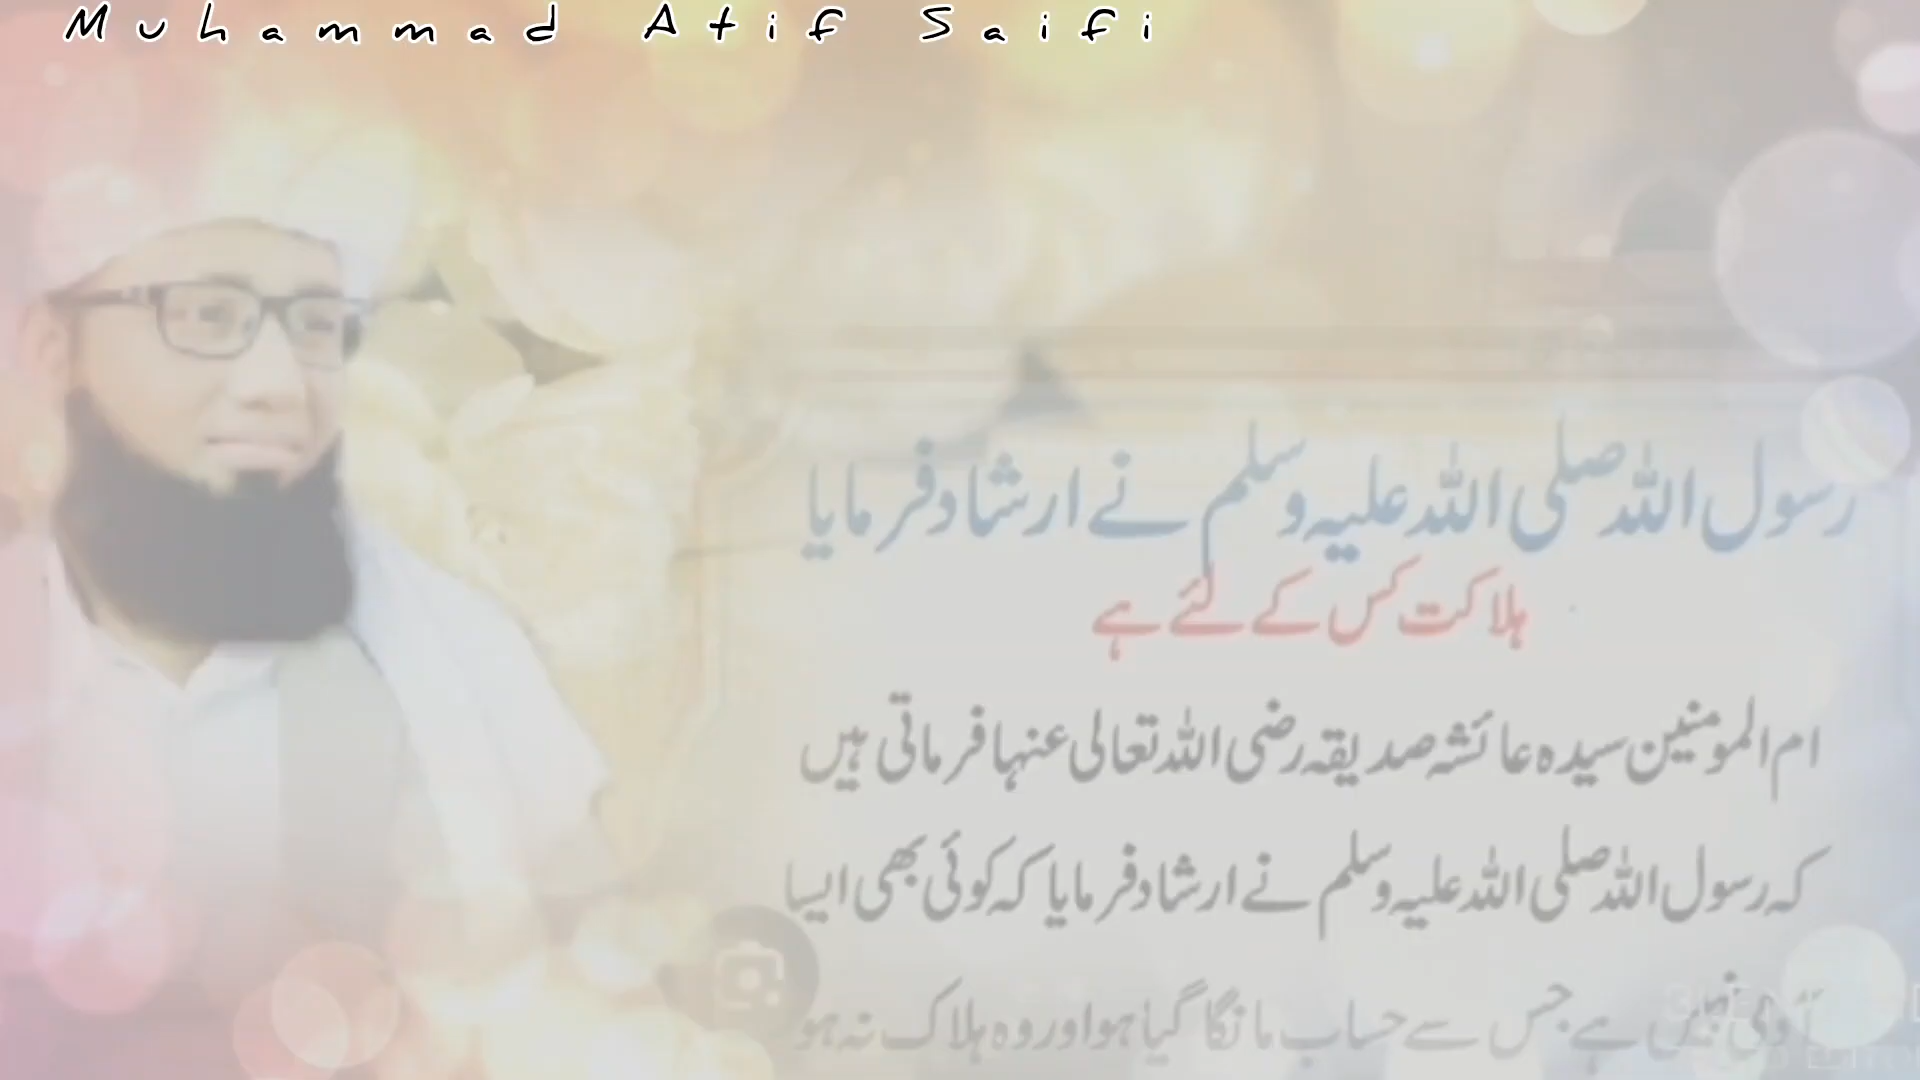 Muhammad Atif Saifi
رسول اللہ صلی اللہ علیہ وسلم نے ارشاد فرمایا
ہلاکت کس کے لئے ہے
ام المومنین سیدہ عائشہ صدیقہ رضی اللہ تعالی عنہا فرماتی ہیں
کہ رسول اللہ صلی اللہ علیہ وسلم نے ارشاد فرمایا کہ کوئی بھی ایسا
آدمی نہیں ہے جس سے حساب مانگا گیا ہو اور وہ ہلاک نہ ہو